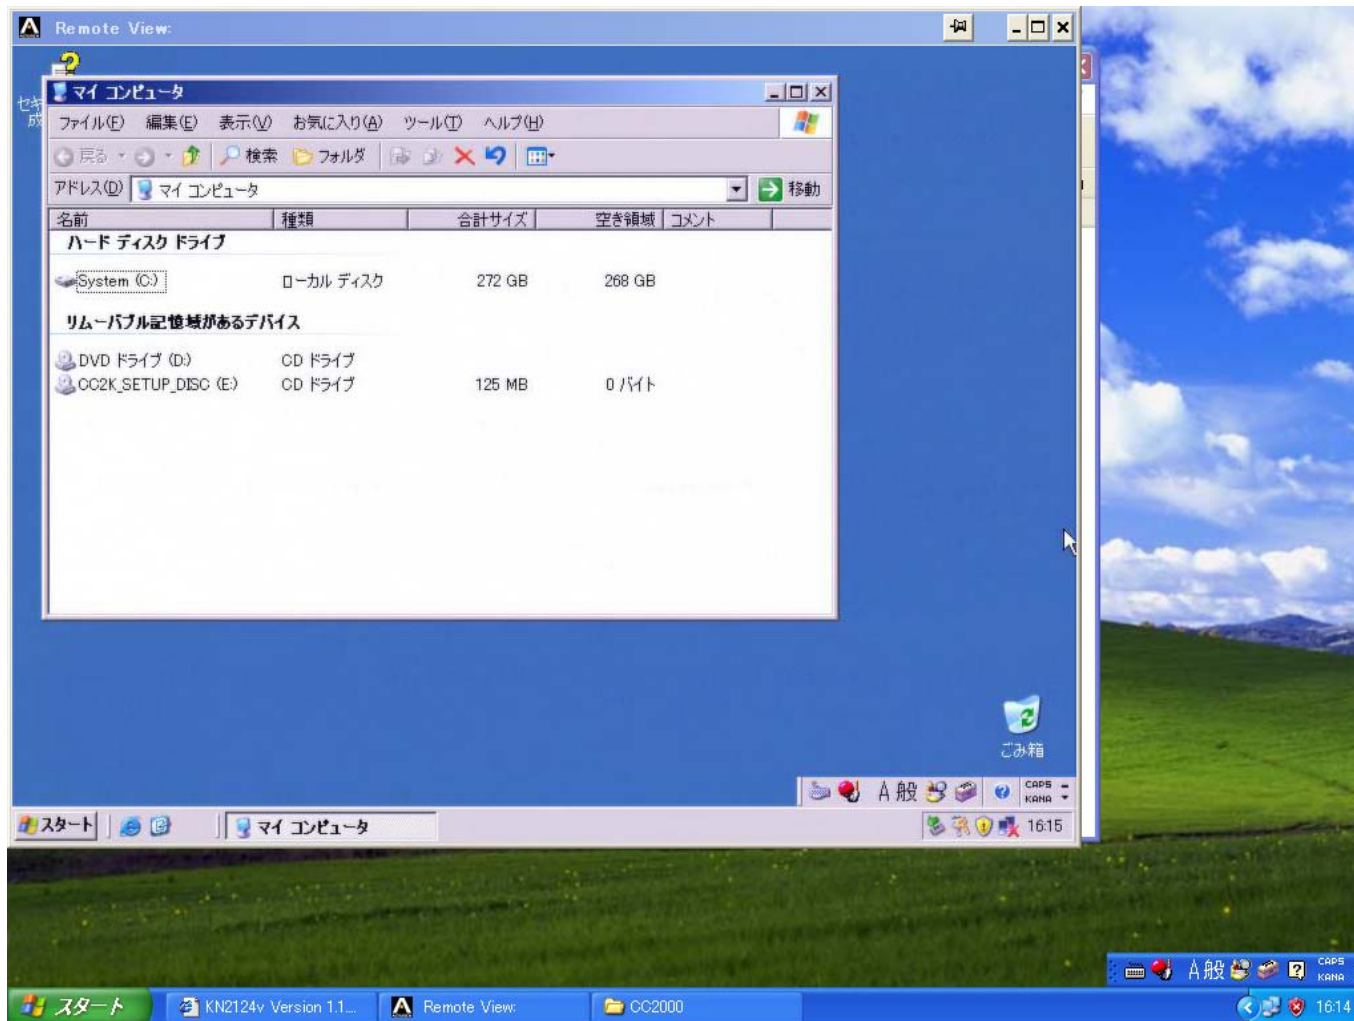 Remote View:
セキ
成
マイ コンピュータ
ファイル(F) 編集(E) 表示(V) お気に入り(A) ツール(T) ヘルプ(H)
戻る 検索 フォルダ
アドレス(D) マイ コンピュータ 移動
名前 種類 合計サイズ 空き領域 コメント
ハード ディスク ドライブ
System (C:) ローカル ディスク 272 GB 268 GB
リムーバブル記憶域があるデバイス
DVD ドライブ (D:) CD ドライブ
CC2K_SETUP_DISC (E:) CD ドライブ 125 MB 0 バイト
ごみ箱
A 般 CAPS
KANA
スタート マイ コンピュータ 16:15
A 般 CAPS
KANA
スタート KN2124v Version 1.1... Remote View: CC2000 16:14